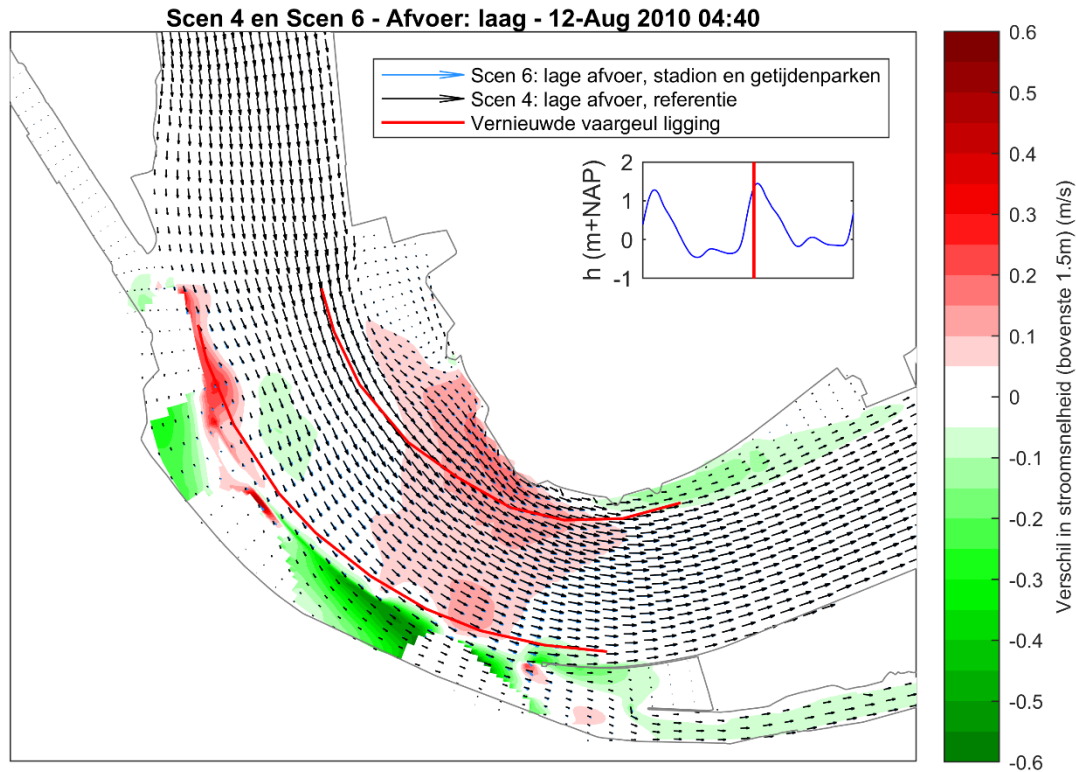 Scen 4 en Scen 6 - Afvoer: laag - 12-Aug 2010 04:40
Scen 6: lage afvoer, stadion en getijdenparken
Scen 4: lage afvoer, referentie
Vernieuwde vaargeul ligging
h (m+NAP)
2
1
0
-1
0.6
0.5
0.4
0.3
0.2
0.1
0
-0.1
-0.2
-0.3
-0.4
-0.5
-0.6
Verschil in stroomsnelheid (bovenste 1.5m) (m/s)